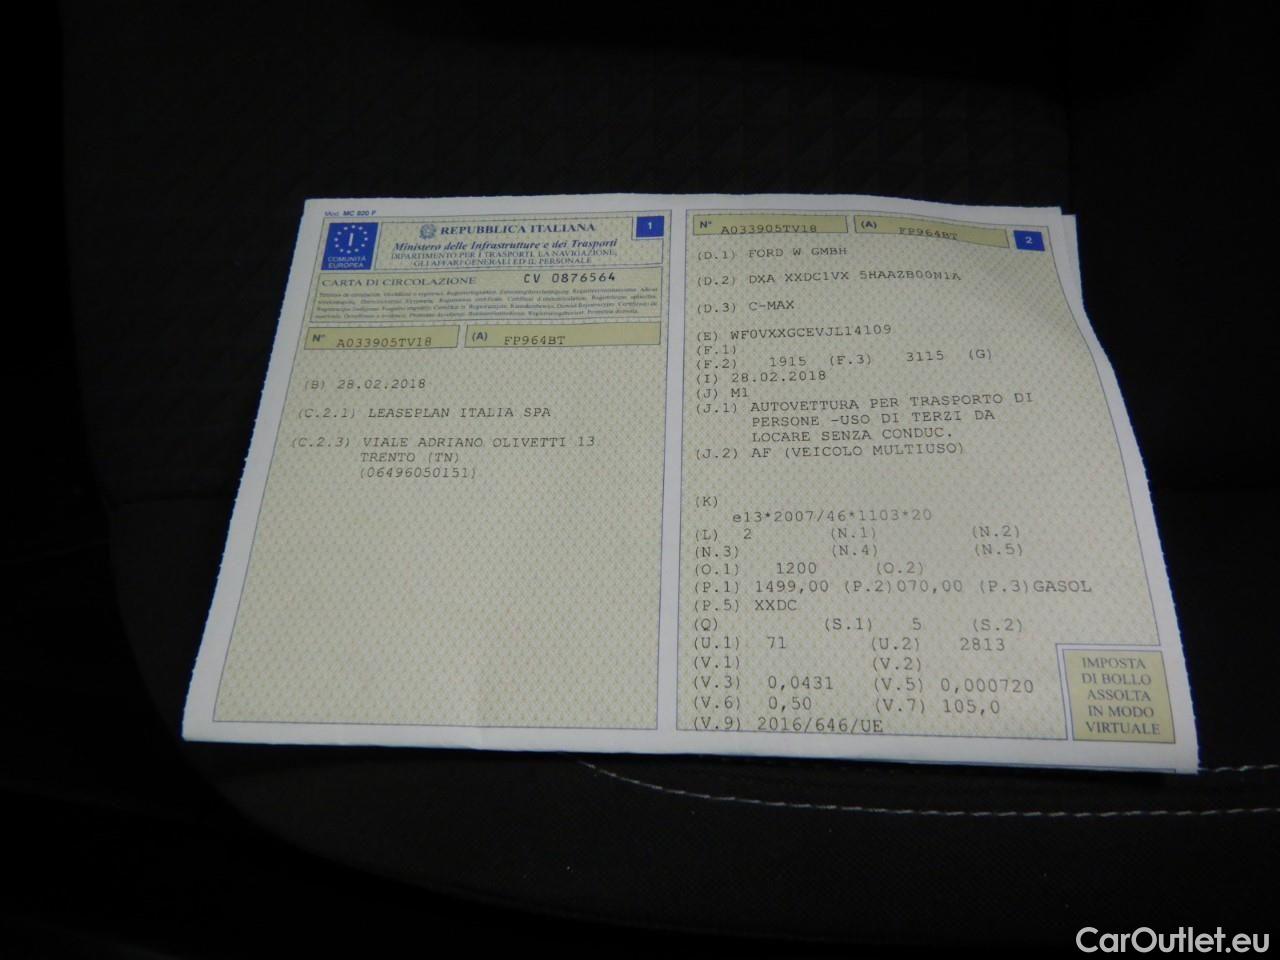 Mod. MC 820 F
I
COMUNITÀ
EUROPEA
REPUBBLICA ITALIANA
Ministero delle Infrastrutture e dei Trasporti
DIPARTIMENTO PER I TRASPORTI, LA NAVIGAZIONE,
GLI AFFARI GENERALI ED IL PERSONALE
1
CARTA DI CIRCOLAZIONE CV 0876564
N° A033905TV18 (A) FP964BT
(B) 28.02.2018
(C.2.1) LEASEPLAN ITALIA SPA
(C.2.3) VIALE ADRIANO OLIVETTI 13
TRENTO (TN)
(06496050151)
N° A033905TV18 (A) FP964BT
2
(D.1) FORD W GMBH
(D.2) DXA XXDC1VX 5HAAZB00N1A
(D.3) C-MAX
(E) WF0VXXGCEVJL14109
(F.1)
(F.2) 1915 (F.3) 3115 (G)
(I) 28.02.2018
(J) M1
(J.1) AUTOVETTURA PER TRASPORTO DI
PERSONE -USO DI TERZI DA
LOCARE SENZA CONDUC.
(J.2) AF (VEICOLO MULTIUSO)
(K)
e13*2007/46*1103*20
(L) 2 (N.1) (N.2)
(N.3) (N.4) (N.5)
(O.1) 1200 (O.2)
(P.1) 1499,00 (P.2)070,00 (P.3)GASOL
(P.5) XXDC
(Q) (S.1) 5 (S.2)
(U.1) 71 (U.2) 2813
(V.1) (V.2)
(V.3) 0,0431 (V.5) 0,000720
(V.6) 0,50 (V.7) 105,0
(V.9) 2016/646/UE
IMPOSTA
DI BOLLO
ASSOLTA
IN MODO
VIRTUALE
CarOutlet.eu